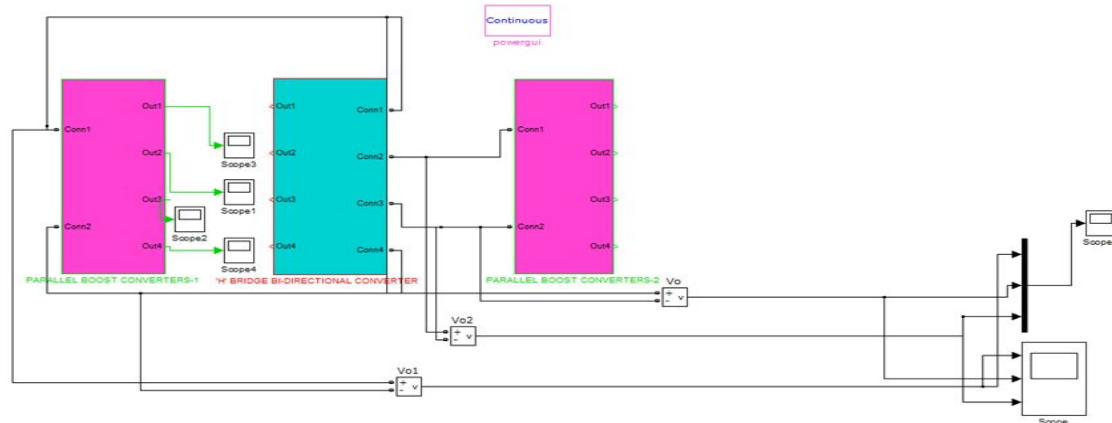 Continuous
powergui
Out1
Conn1
Out2
Out3
Conn2
Out4
PARALLEL BOOST CONVERTERS-1
Scope3
Scope1
Scope2
Scope4
Out1
Conn1
Out2
Conn2
Out3
Conn3
Out4
Conn4
'H' BRIDGE BI-DIRECTIONAL CONVERTER
Out1
Conn1
Out2
Out3
Conn2
Out4
PARALLEL BOOST CONVERTERS-2
Vo
+
-
v
Vo2
+
-
v
Vo1
+
-
v
Scope
Scope